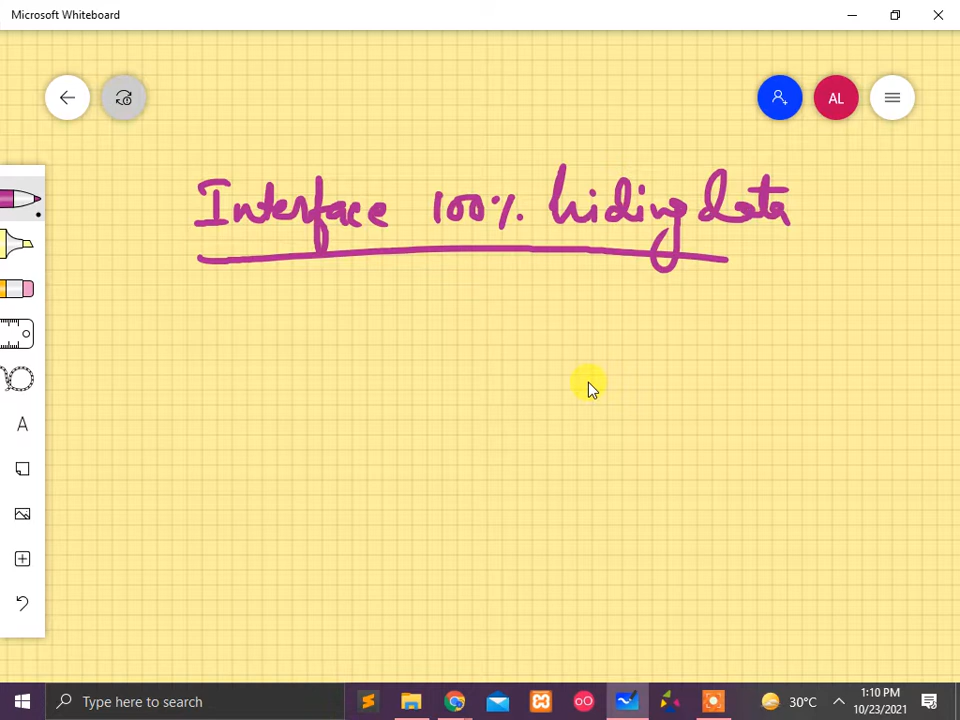 Microsoft Whiteboard
AL
Interface 100% hiding data
A
Type here to search
30°C
1:10 PM
10/23/2021